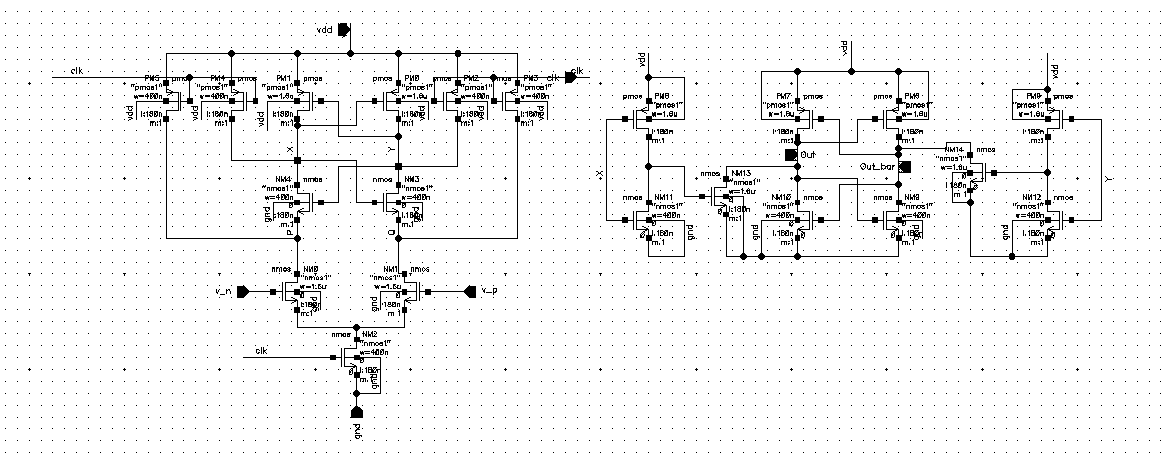 vdd
clk
clk
clk
PM5
pmos
"pmos1"
w=400n
l:180n
m:1
vdd
PM4
pmos
"pmos1"
w=400n
l:180n
m:1
vdd
PM1
pmos
"pmos1"
w=1.6u
l:180n
m:1
vdd
PM0
pmos
"pmos1"
w=1.6u
l:180n
m:1
vdd
PM2
pmos
"pmos1"
w=400n
l:180n
m:1
vdd
PM3
pmos
"pmos1"
w=400n
l:180n
m:1
vdd
X
Y
NM4
nmos
"nmos1"
w=400n
l:180n
m:1
gnd
P
NM3
nmos
"nmos1"
w=400n
l:180n
gnd
Q
v_n
nmos
NM0
"nmos1"
w=1.6u
l:180n
m:1
gnd
nmos
NM1
"nmos1"
w=1.6u
l:180n
m:1
gnd
v_p
clk
nmos
NM2
"nmos1"
w=400n
l:180n
m:1
gnd
gnd
vdd
pmos
"pmos1"
w=1.6u
l:180n
m:1
X
nmos
NM11
"nmos1"
w=400n
l:180n
m:1
gnd
nmos
NM13
"nmos1"
w=1.6u
l:180n
m:1
gnd
vdd
PM7
pmos
"pmos1"
w=1.6u
l:180n
m:1
pmos
"pmos1"
w=1.6u
l:180n
m:1
Out
Out_bar
NM10
nmos
"nmos1"
w=400n
l:180n
m:1
nmos
NM9
"nmos1"
w=400n
l:180n
m:1
gnd
NM14
nmos
"nmos1"
w=1.6u
l:180n
m:1
vdd
PM9
pmos
"pmos1"
w=1.6u
l:180n
m:1
Y
NM12
nmos
"nmos1"
w=400n
l:180n
m:1
gnd